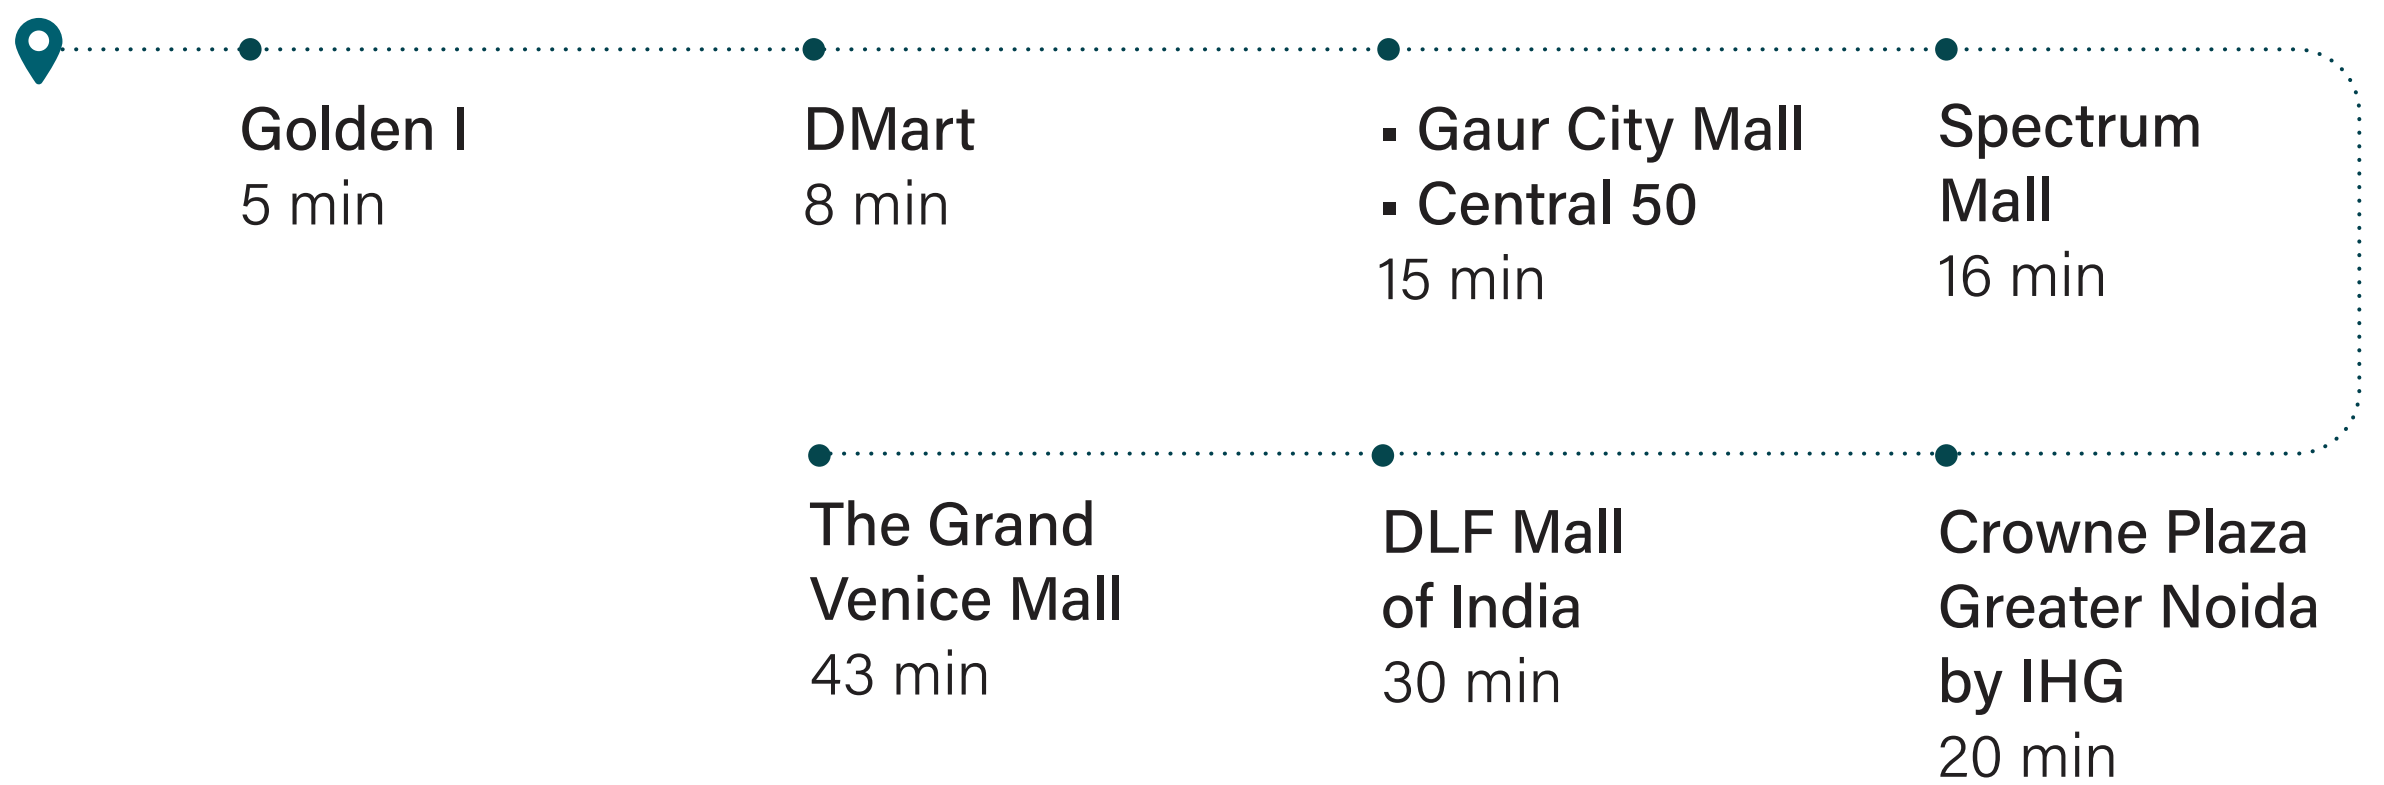 Golden I
5 min
DMart
8 min
▪ Gaur City Mall
▪ Central 50
15 min
Spectrum
Mall
16 min
Crowne Plaza
Greater Noida
by IHG
20 min
DLF Mall
of India
30 min
The Grand
Venice Mall
43 min